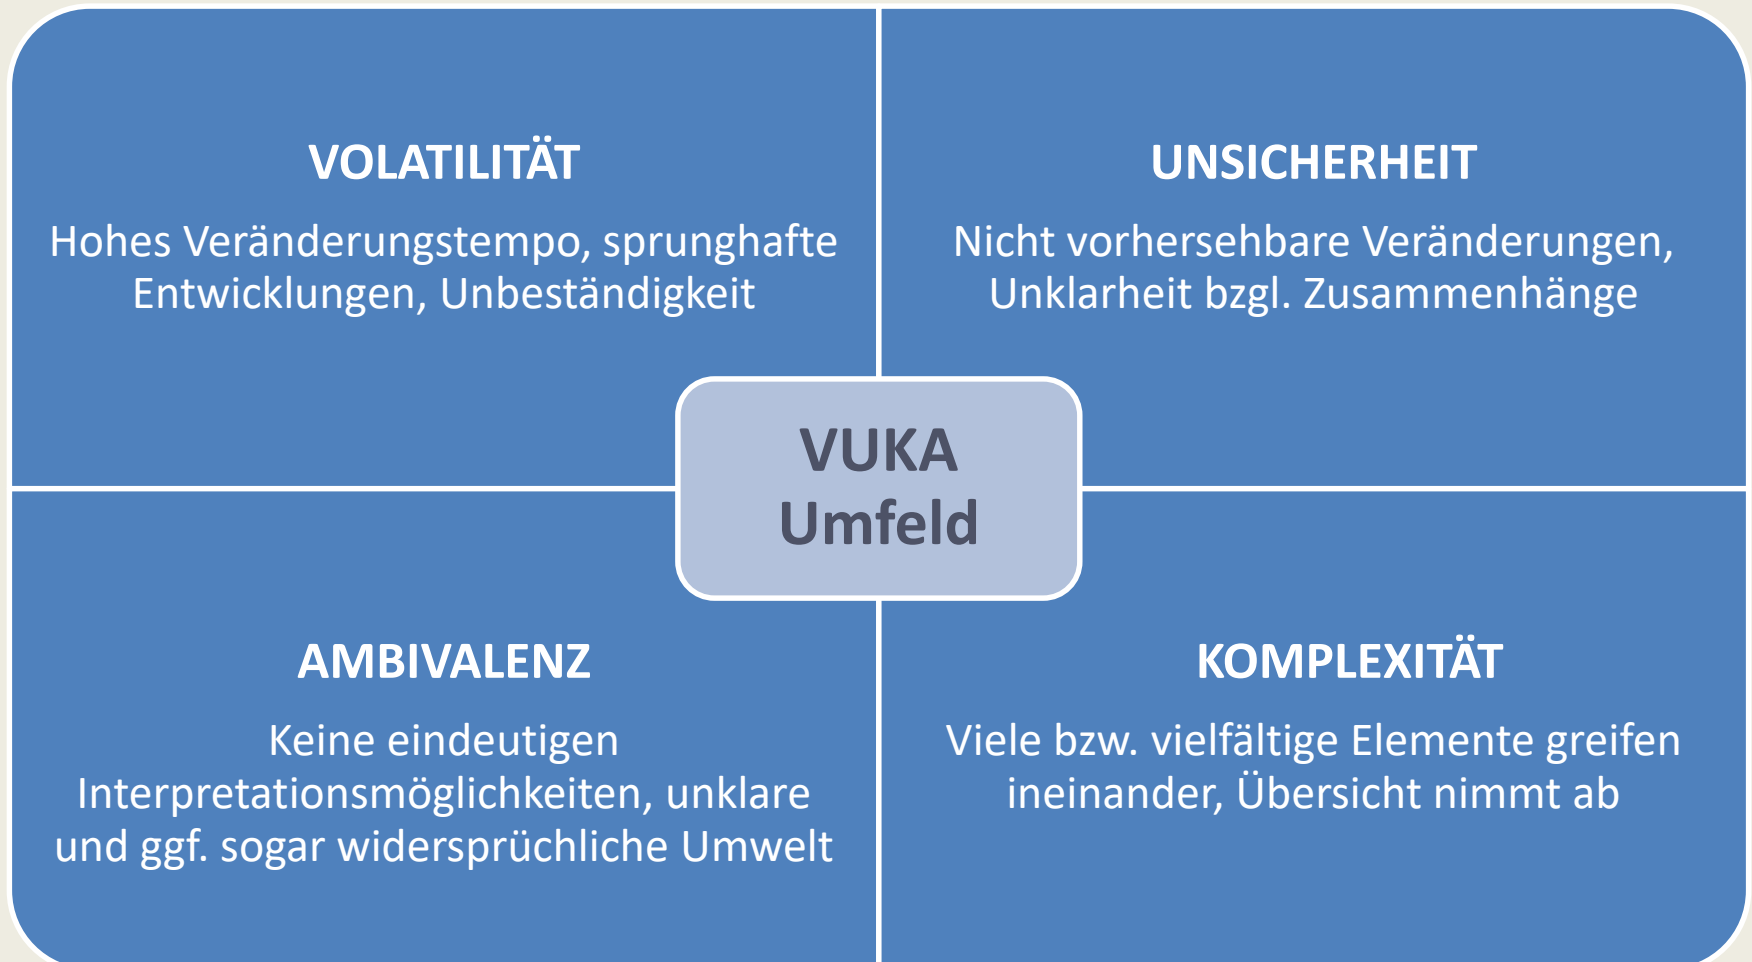 VOLATILITÄT
Hohes Veränderungstempo, sprunghafte
Entwicklungen, Unbeständigkeit
UNSICHERHEIT
Nicht vorhersehbare Veränderungen,
Unklarheit bzgl. Zusammenhänge
VUKA
Umfeld
AMBIVALENZ
Keine eindeutigen
Interpretationsmöglichkeiten, unklare
und ggf. sogar widersprüchliche Umwelt
KOMPLEXITÄT
Viele bzw. vielfältige Elemente greifen
ineinander, Übersicht nimmt ab